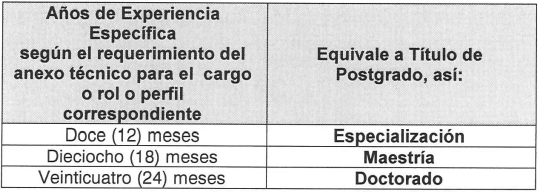 Años de Experiencia
Específica
según el requerimiento del
anexo técnico para el cargo
o rol o perfil
correspondiente
Equivale a Título de
Postgrado, así:
Doce (12) meses
Especialización
Dieciocho (18) meses
Maestría
Veinticuatro (24) meses
Doctorado